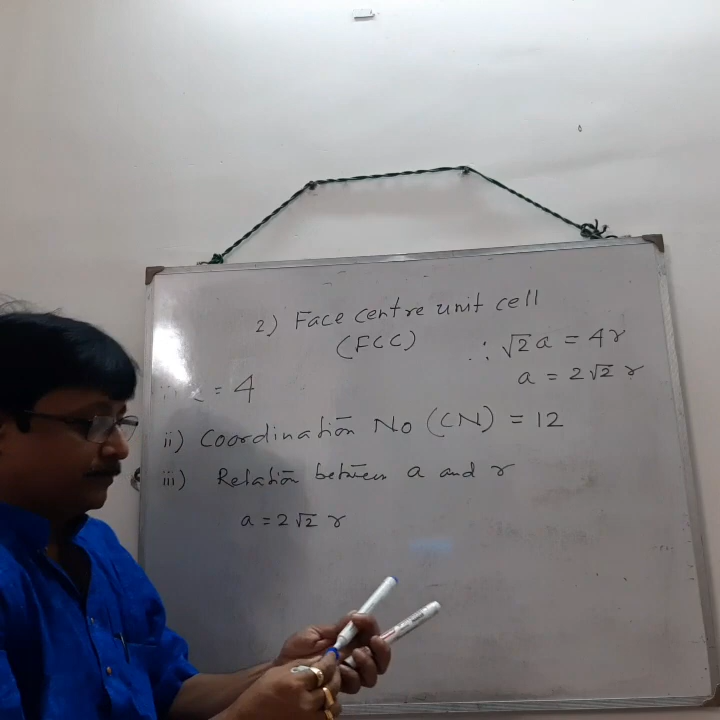 2) Face centre unit cell
(FCC)
∴ √2 a = 4r
a = 2√2 r
= 4
ii) Coordination No (CN) = 12
iii) Relation between a and r
a = 2√2 r